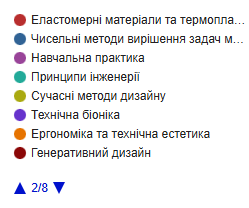 Еластомерні матеріали та термопла...
Чисельні методи вирішення задач м...
Навчальна практика
Принципи інженерії
Сучасні методи дизайну
Технічна біоніка
Ергономіка та технічна естетика
Генеративний дизайн
2/8